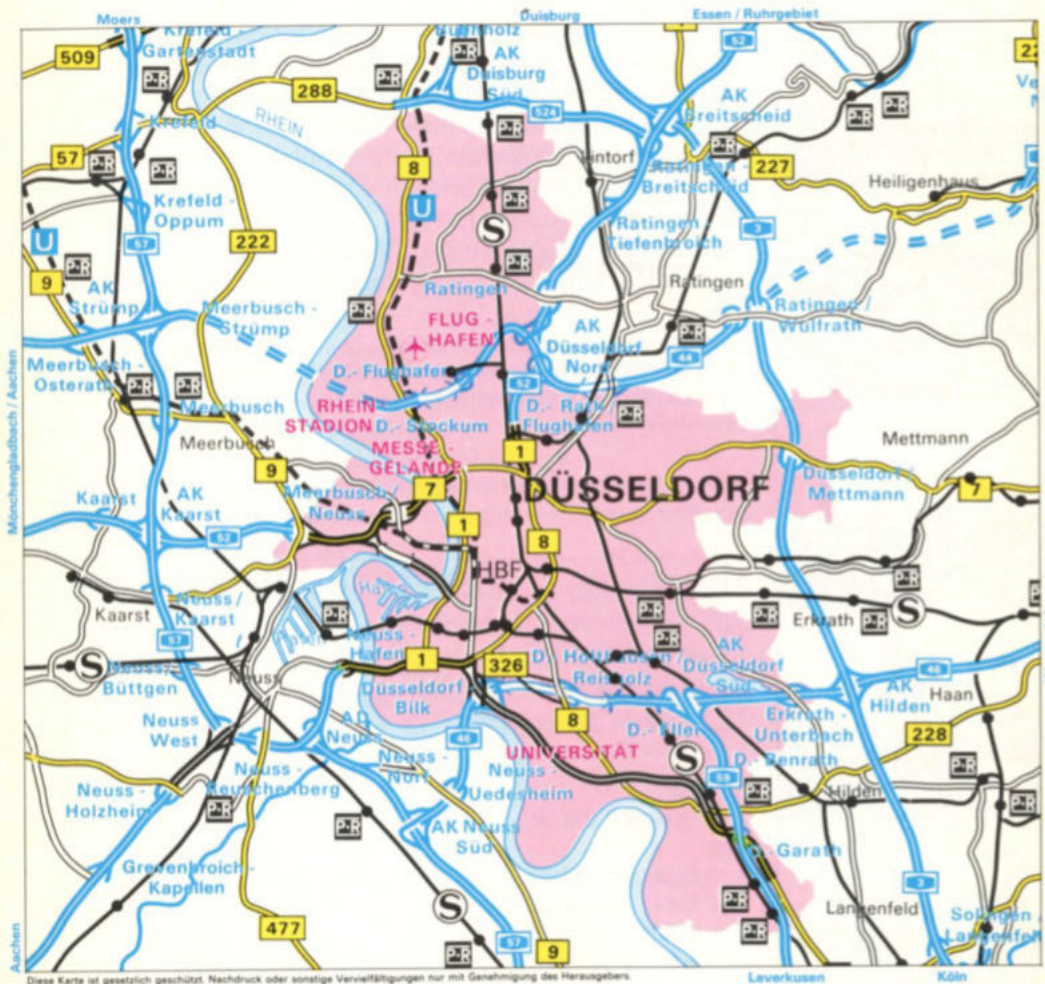 Moers
Duisburg
Essen / Ruhrgebiet
Krefeld -
Gartenstadt
509
P+R
288
AK
Duisburg
Süd
52
524
AK
Breitscheid
RHEIN
Krefeld
57
8
Lintorf
Ratingen -
Breitscheid
227
Heiligenhaus
Krefeld -
Oppum
U
S
Ratingen
Tiefenbroich
57
222
3
U
9
AK
Strümp
Meerbusch -
Strümp
Ratingen
Ratingen
Ratingen /
Wülfrath
FLUG -
HAFEN
AK
Düsseldorf
Nord
44
Meerbusch -
Osterath
D.- Flughafen
52
Meerbusch
RHEIN
STADION
D.- Stockum
D.- Rath /
Flughafen
Meerbusch
MESSE -
GELÄNDE
1
Mettmann
9
7
DÜSSELDORF
Düsseldorf /
Mettmann
7
Kaarst
AK
Kaarst
Meerbusch /
Neuss
1
8
52
HBF
Hafen
Kaarst
Neuss /
Kaarst
Erkrath
S
57
Neuss -
Hafen
1
326
D.- Holthausen /
Reisholz
AK
Düsseldorf
Süd
46
S
Neuss /
Büttgen
Neuss
Düsseldorf
Bilk
AK
Hilden
Haan
Neuss
West
AD
Neuss
8
D.- Eller
Erkrath -
Unterbach
228
46
UNIVERSITÄT
S
Neuss -
Nord
Neuss -
Reuschenberg
Neuss -
Uedesheim
D.- Benrath
59
Neuss -
Holzheim
Hilden
AK Neuss
Süd
D.- Garath
Grevenbroich -
Kapellen
3
S
Langenfeld
477
57
9
Solingen /
Langenfeld
Mönchengladbach / Aachen
Aachen
Leverkusen
Köln
Diese Karte ist gesetzlich geschützt. Nachdruck oder sonstige Vervielfältigungen nur mit Genehmigung des Herausgebers.